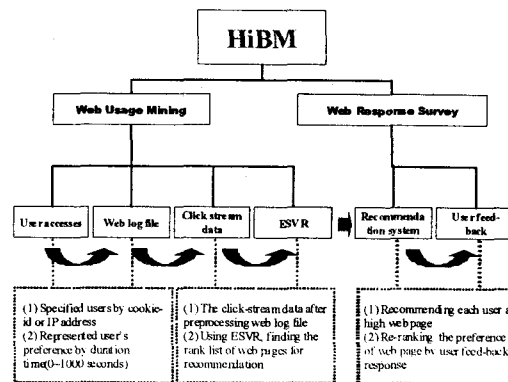 HiBM
Web Usage Mining
Web Response Survey
User accesses
Web log file
Click stream
data
ESVR
Recommenda
tion system
User feed-
back
(1) Specified users by cookie-
id or IP address
(2) Represented user's
preference by duration
time(0~1000 seconds)
(1) The click-stream data after
preprocessing web log file
(2) Using ESVR, finding the
rank list of web pages for
recommendation
(1) Recommending each user a
high web page
(2) Re-ranking the preference
of web page by user feed-back
response